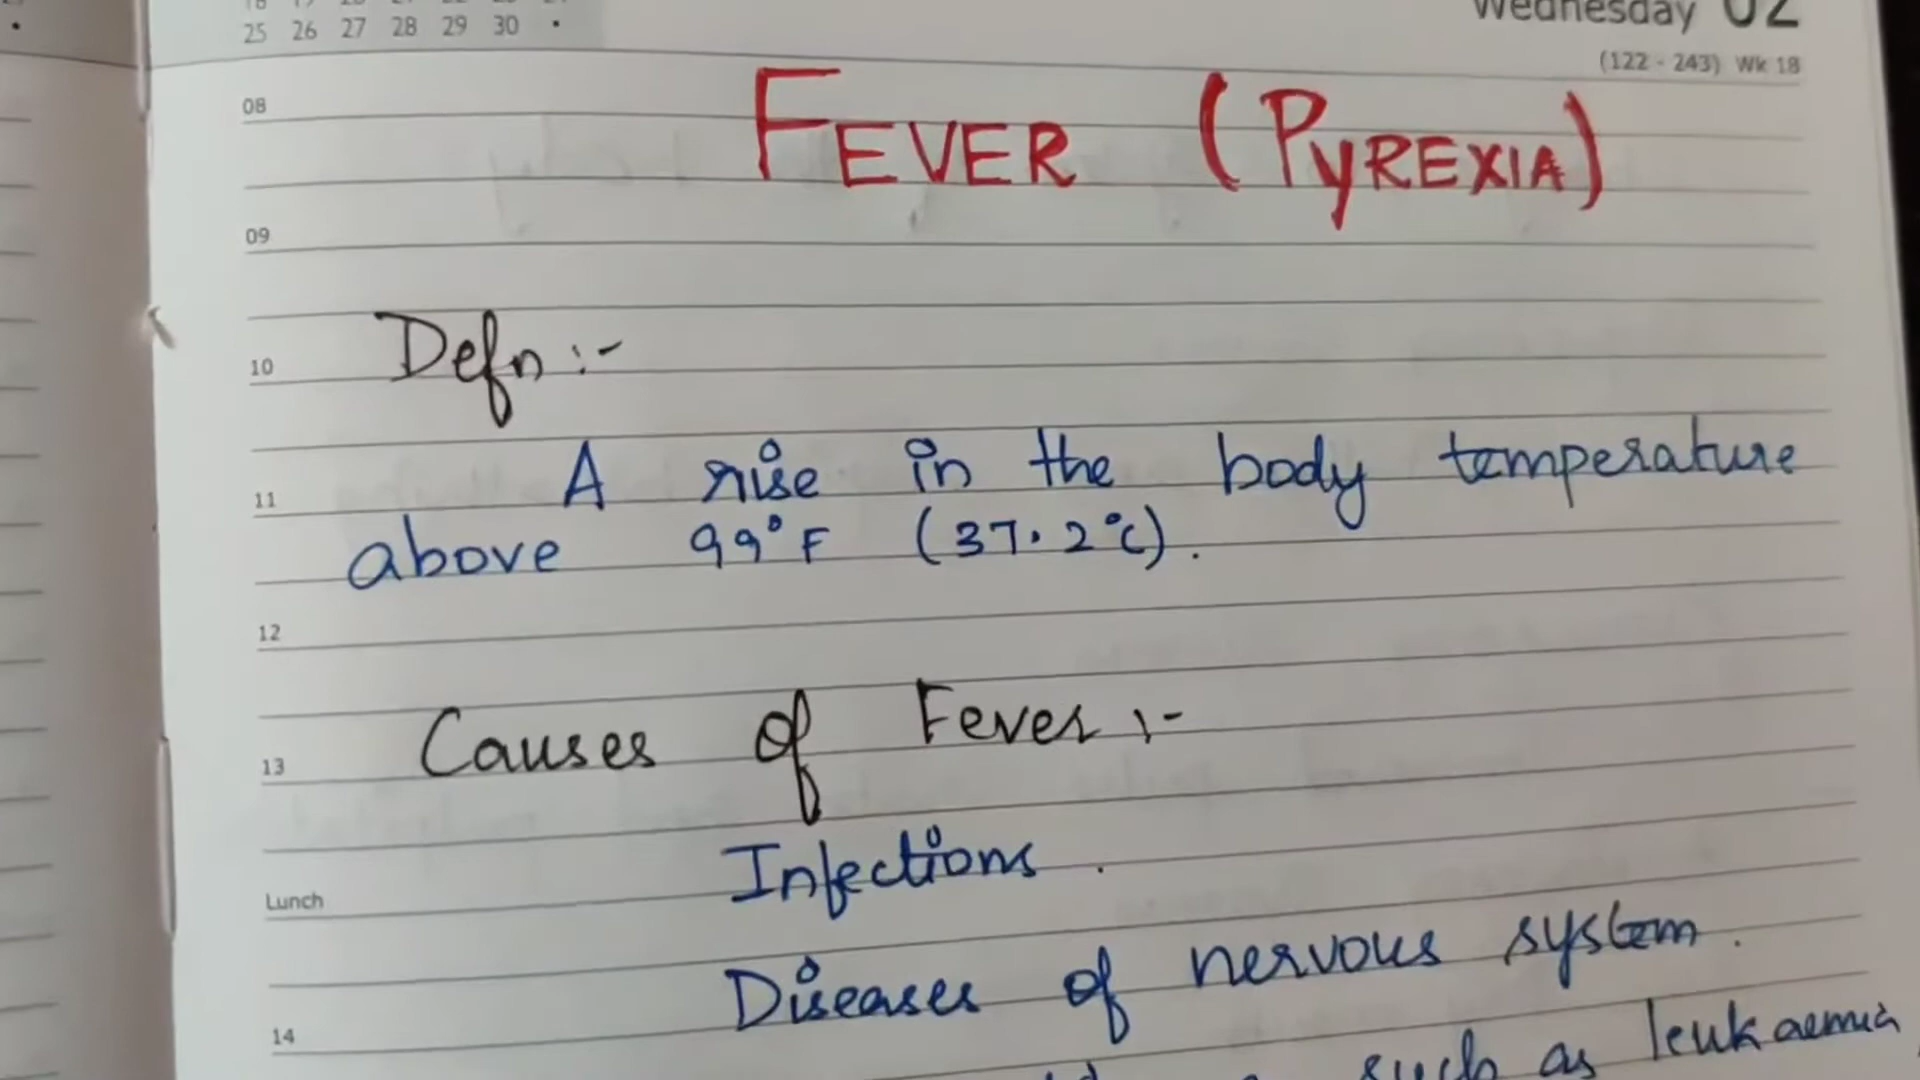 25 26 27 28 29 30
Wednesday 02
(122 - 243) Wk 18
08
FEVER (PYREXIA)
09
10
Defn :-
11
A rise in the body temperature
above 99°F (37.2°C).
12
Causes of Fever :-
13
Infections.
Lunch
Diseases of nervous system.
14
such as leukaemia,